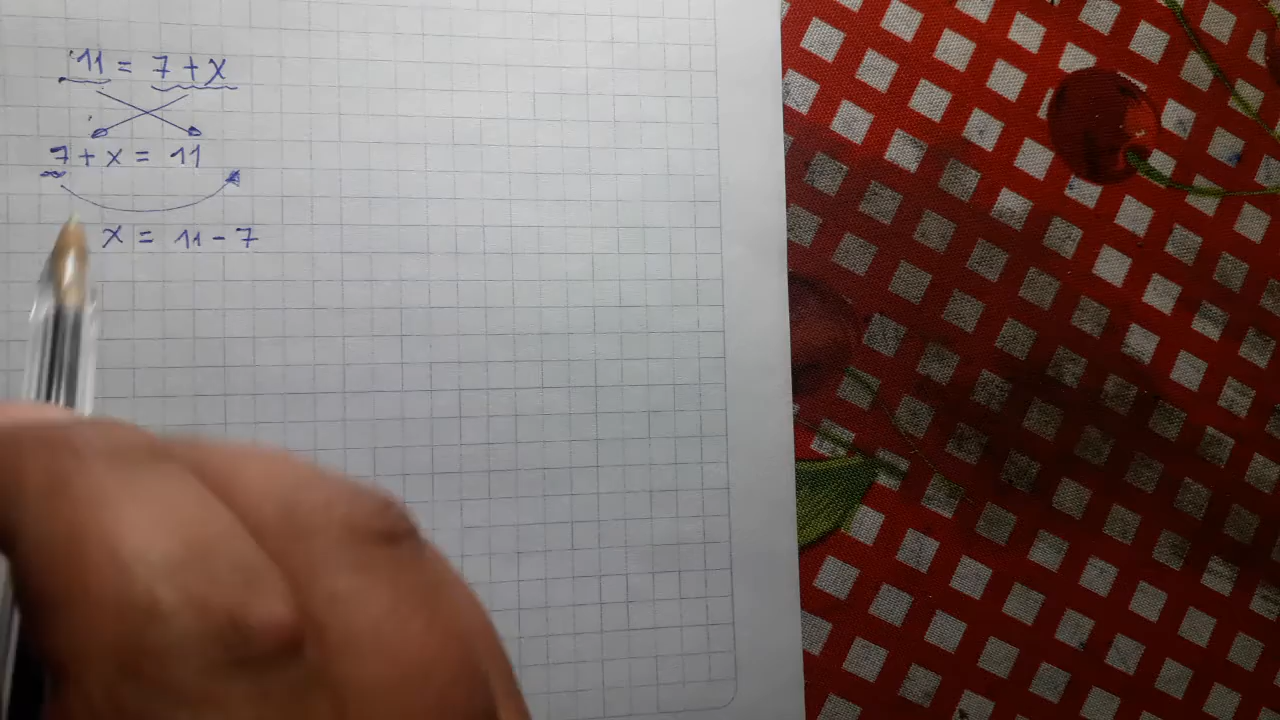 11 = 7 + x
7 + x = 11
x = 11 - 7